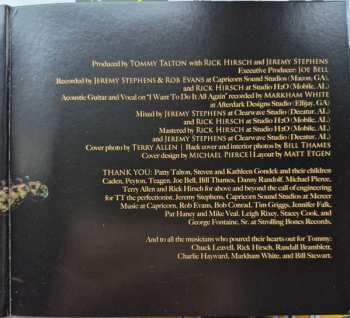 Produced by TOMMY TALTON with RICK HIRSCH and JEREMY STEPHENS
Executive Producer: JOE BELL
Recorded by JEREMY STEPHENS & ROB EVANS at Capricorn Sound Studios (Macon, GA)
and RICK HIRSCH at Studio H2O (Mobile, AL)
Acoustic Guitar and Vocal on "I Want To Do It All Again" recorded by MARKHAM WHITE
at Afterdark Designs Studio (Ellijay, GA)
Mixed by JEREMY STEPHENS at Clearwave Studio (Decatur, AL)
and RICK HIRSCH at Studio H2O (Mobile, AL)
Mastered by RICK HIRSCH at Studio H2O (Mobile, AL)
and JEREMY STEPHENS at Clearwave Studio (Decatur, AL)
Cover photo by TERRY ALLEN | Back cover and interior photos by BILL THAMES
Cover design by MICHAEL PIERCE | Layout by MATT ETGEN
THANK YOU: Patty Talton, Steven and Kathleen Gondek and their children
Caden, Peyton, Teagen, Joe Bell, Bill Thames, Danny Randolf, Michael Pierce,
Terry Allen and Rick Hirsch for above and beyond the call of engineering
for TT the perfectionist. Jeremy Stephens, Capricorn Sound Studios at Mercer
Music at Capricorn, Rob Evans, Bob Conrad, Tim Griggs, Jennifer Falk,
Pat Haney and Mike Veal. Leigh Rixey, Stacey Cook, and
George Fontaine, Sr. at Strolling Bones Records.
And to all the musicians who poured their hearts out for Tommy:
Chuck Leavell, Rick Hirsch, Randall Bramblett,
Charlie Hayward, Markham White, and Bill Stewart.